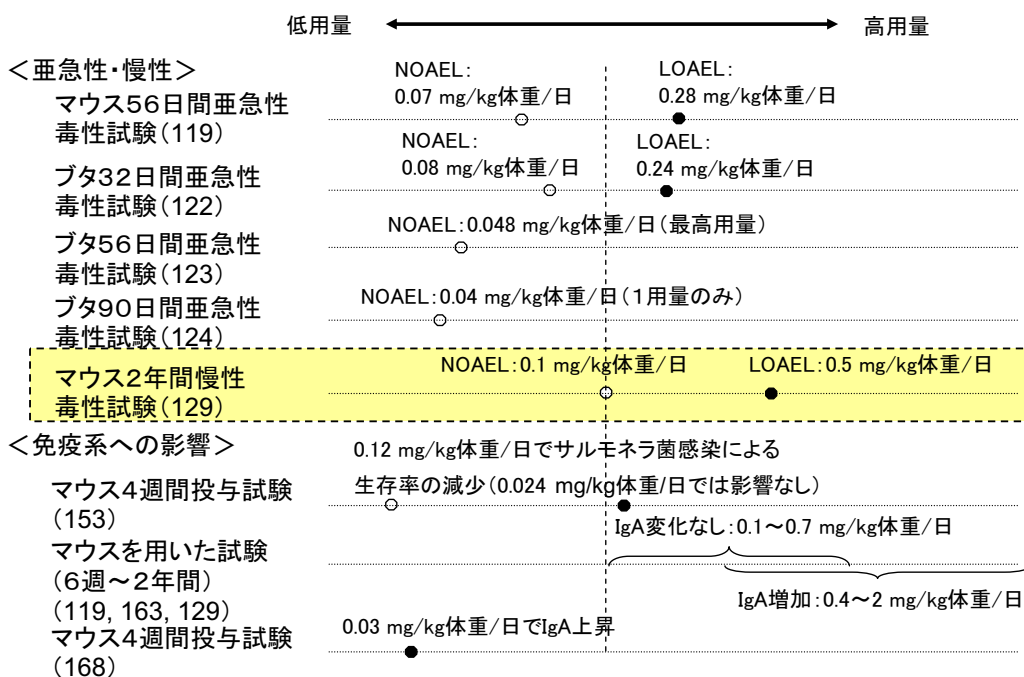 低用量 高用量
＜亜急性・慢性＞
マウス56日間亜急性
毒性試験（119）
NOAEL：
0.07 mg/kg体重/日
LOAEL：
0.28 mg/kg体重/日
ブタ32日間亜急性
毒性試験（122）
NOAEL：
0.08 mg/kg体重/日
LOAEL：
0.24 mg/kg体重/日
ブタ56日間亜急性
毒性試験（123）
NOAEL：0.048 mg/kg体重/日（最高用量）
ブタ90日間亜急性
毒性試験（124）
NOAEL：0.04 mg/kg体重/日（1用量のみ）
マウス2年間慢性
毒性試験（129）
NOAEL：0.1 mg/kg体重/日
LOAEL：0.5 mg/kg体重/日
＜免疫系への影響＞
マウス4週間投与試験
（153）
0.12 mg/kg体重/日でサルモネラ菌感染による
生存率の減少（0.024 mg/kg体重/日では影響なし）
マウスを用いた試験
（6週～2年間）
（119, 163, 129）
IgA変化なし：0.1～0.7 mg/kg体重/日
IgA増加：0.4～2 mg/kg体重/日
マウス4週間投与試験
（168）
0.03 mg/kg体重/日でIgA上昇